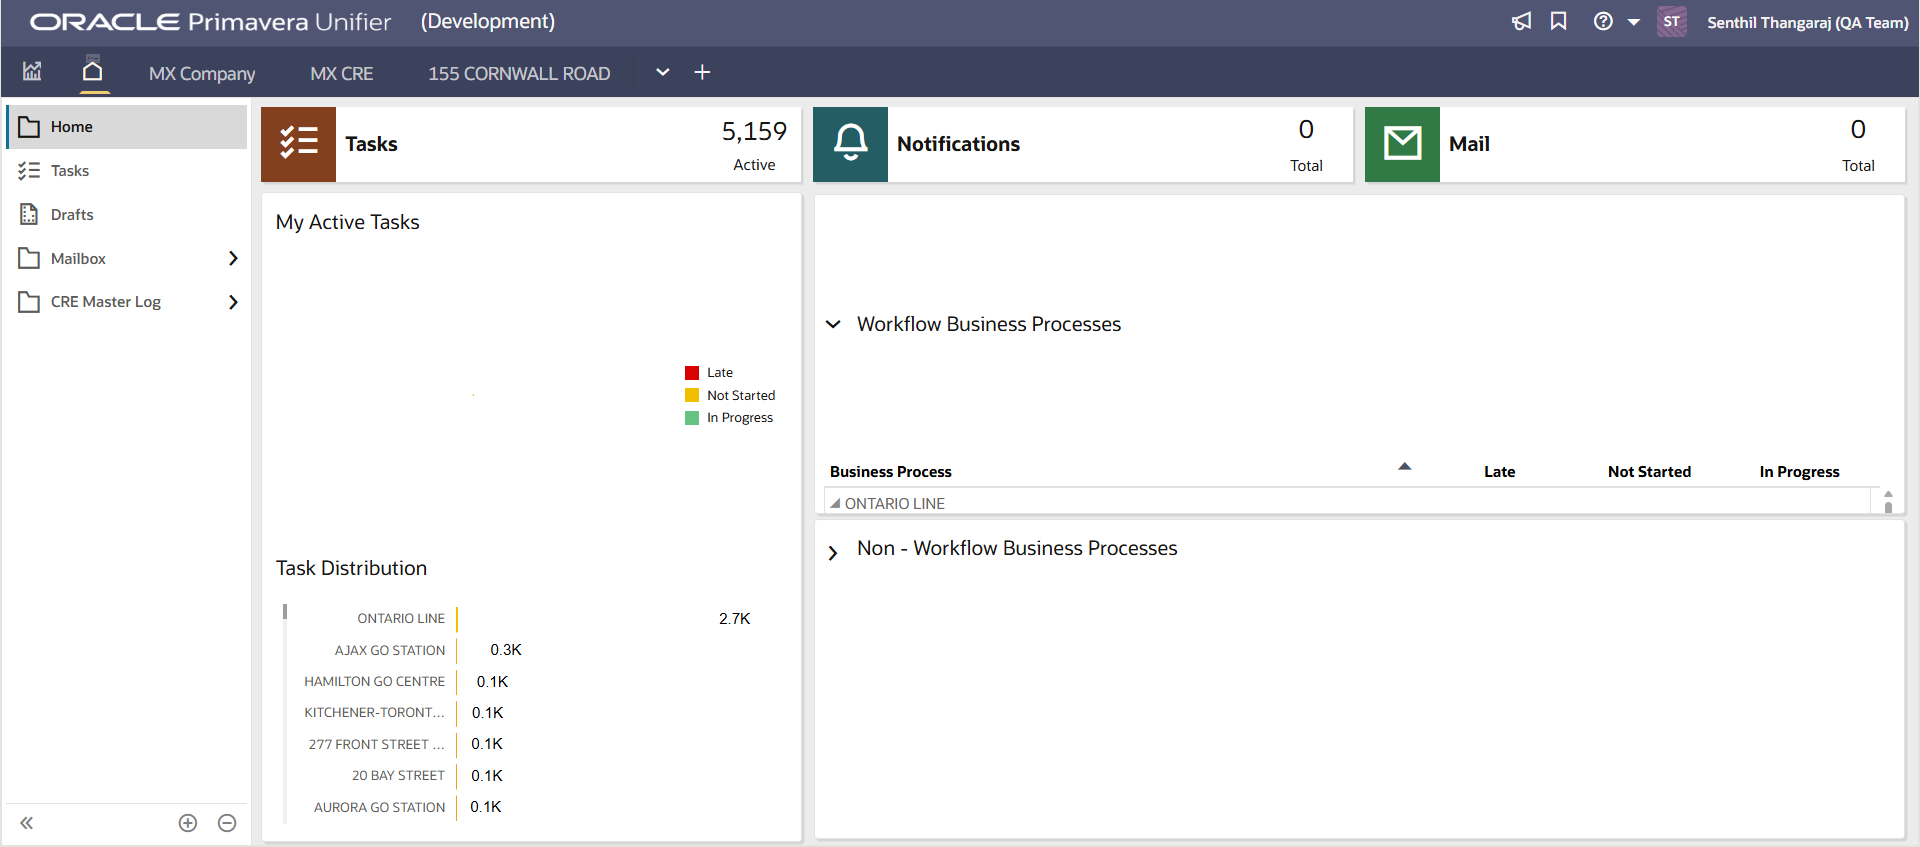 ORACLE Primavera Unifier (Development)
ST Senthil Thangaraj (QA Team)
MX Company MX CRE 155 CORNWALL ROAD
Home
Tasks
Drafts
Mailbox
CRE Master Log
Tasks 5,159 Active
Notifications 0 Total
Mail 0 Total
My Active Tasks
Late
Not Started
In Progress
Task Distribution
ONTARIO LINE 2.7K
AJAX GO STATION 0.3K
HAMILTON GO CENTRE 0.1K
KITCHENER-TORONT... 0.1K
277 FRONT STREET ... 0.1K
20 BAY STREET 0.1K
AURORA GO STATION 0.1K
Workflow Business Processes
Business Process Late Not Started In Progress
ONTARIO LINE
Non - Workflow Business Processes